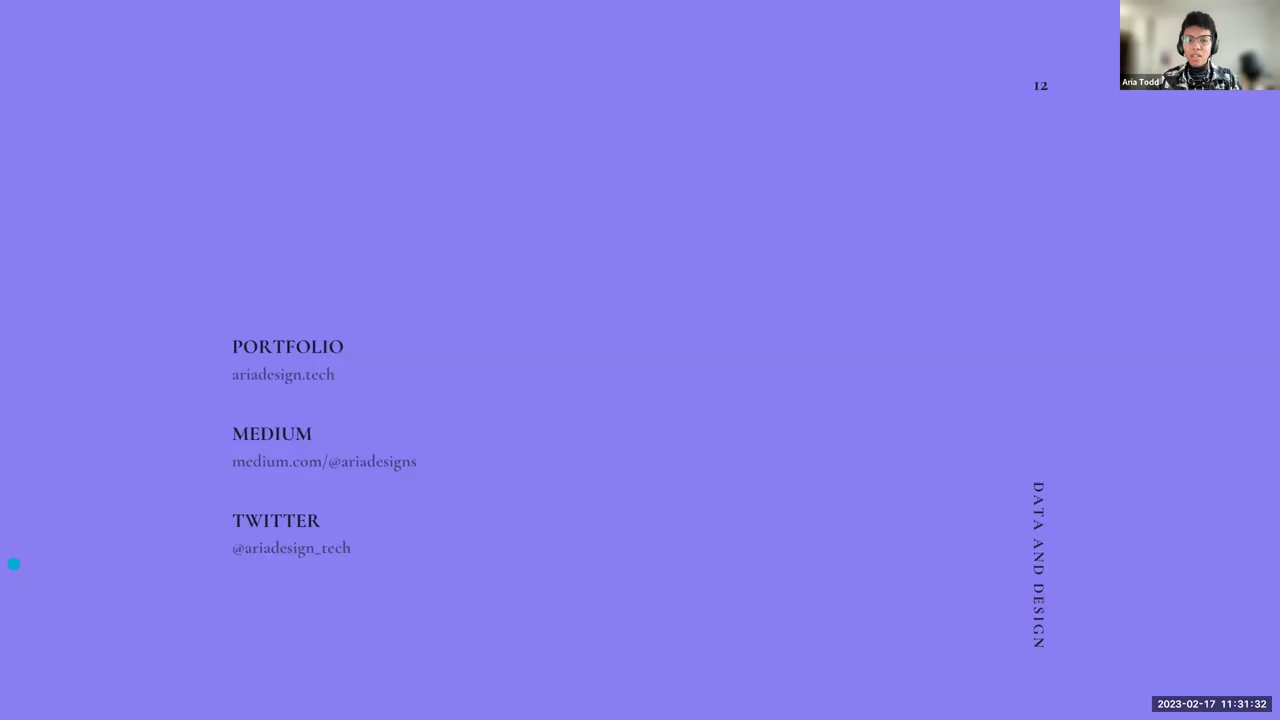 12
Aria Todd
PORTFOLIO
ariadesign.tech
MEDIUM
medium.com/@ariadesigns
TWITTER
@ariadesign_tech
DATA AND DESIGN
2023-02-17 11:31:32